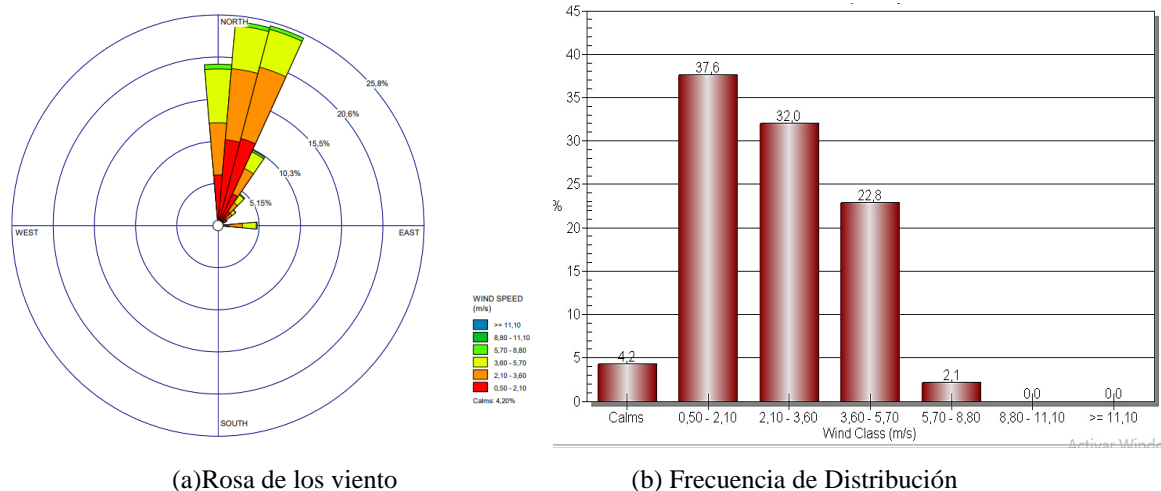 NORTH
25,8%
20,6%
15,5%
10,3%
5,15%
WEST
EAST
SOUTH
WIND SPEED
(m/s)
>= 11,10
8,80 - 11,10
5,70 - 8,80
3,60 - 5,70
2,10 - 3,60
0,50 - 2,10
Calms: 4,20%
45
40
35
30
25
20
15
10
5
0
%
4,2
37,6
32,0
22,8
2,1
0,0
0,0
Calms
0,50 - 2,10
2,10 - 3,60
3,60 - 5,70
5,70 - 8,80
8,80 - 11,10
>= 11,10
Wind Class (m/s)
Activar Windo
(a)Rosa de los viento
(b) Frecuencia de Distribución